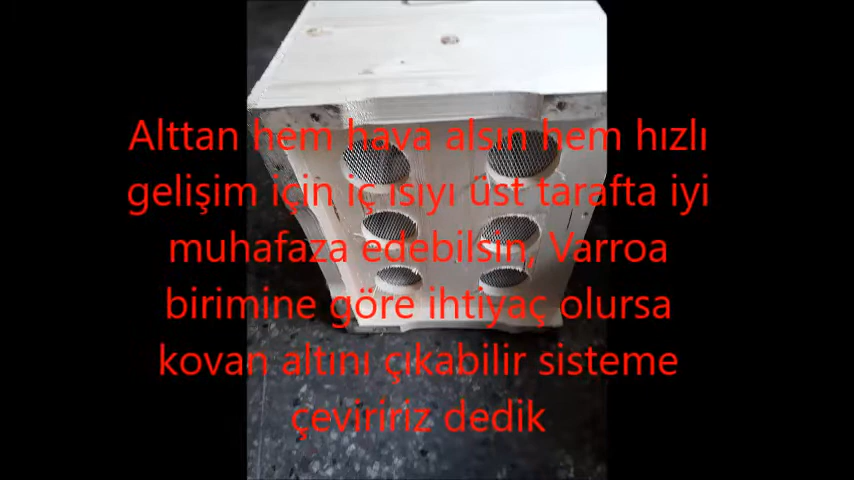 Alttan hem hava alsın hem hızlı
gelişim için iç ısıyı üst tarafta iyi
muhafaza edebilsin, Varroa
birimine göre ihtiyaç olursa
kovan altını çıkabilir sisteme
çeviririz dedik